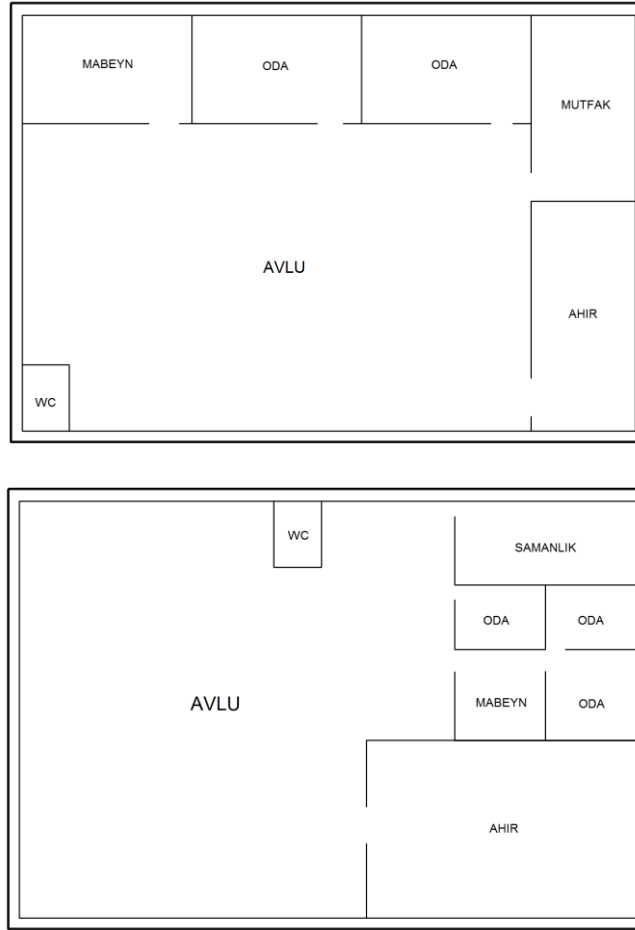 MABEYN
ODA
ODA
MUTFAK
AVLU
AHIR
WC
WC
SAMANLIK
ODA
ODA
AVLU
MABEYN
ODA
AHIR